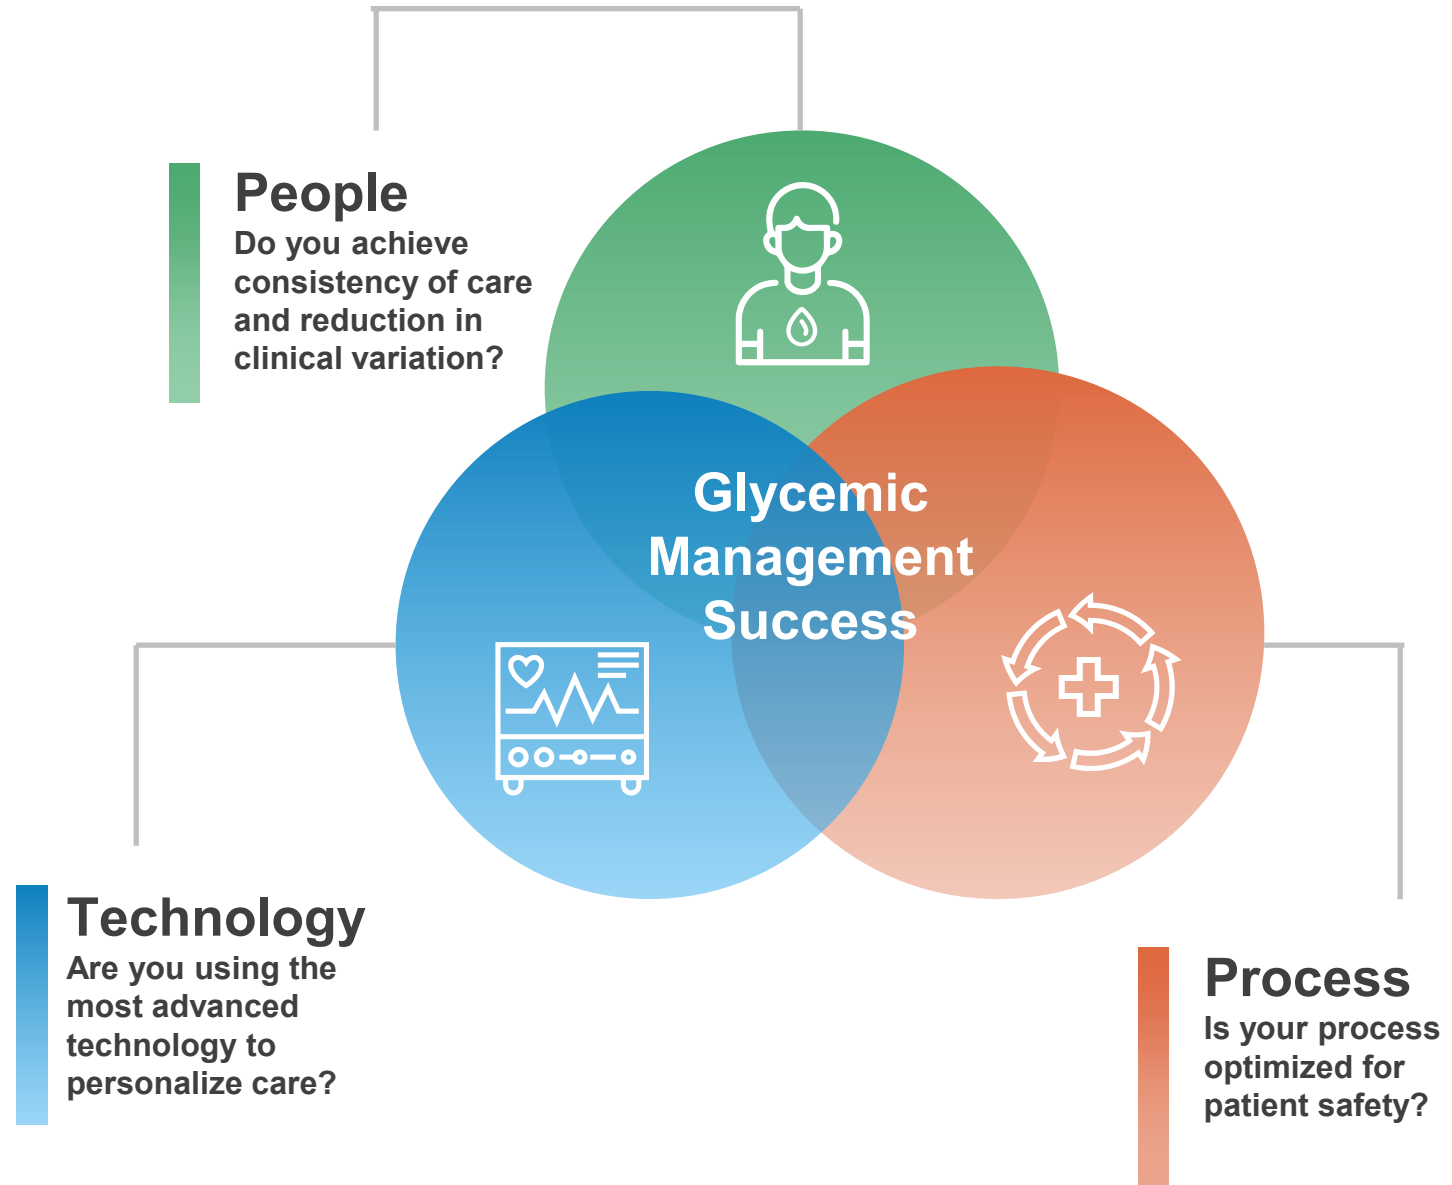 People
Do you achieve
consistency of care
and reduction in
clinical variation?
Glycemic
Management
Success
Technology
Are you using the
most advanced
technology to
personalize care?
Process
Is your process
optimized for
patient safety?